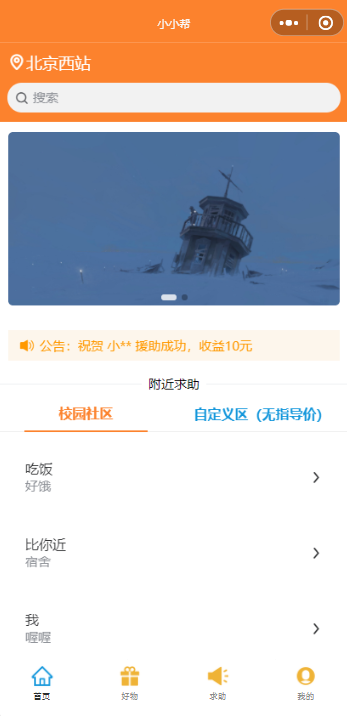 小小帮
北京西站
搜索
公告：祝贺 小** 援助成功，收益10元
附近求助
校园社区 自定义区（无指导价）
吃饭
好饿
比你近
宿舍
我
喔喔
首页 好物 求助 我的